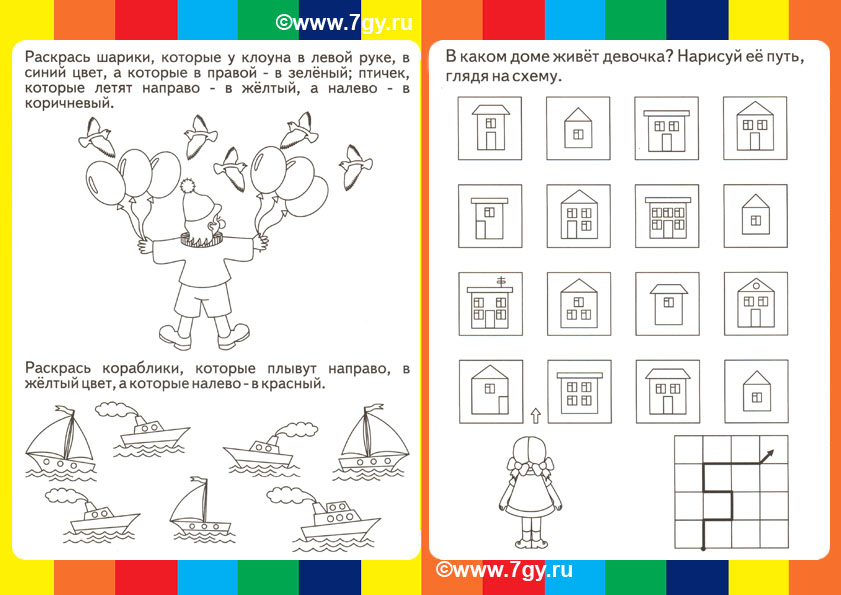 ©www.7gy.ru
Раскрась шарики, которые у клоуна в левой руке, в
синий цвет, а которые в правой - в зелёный; птичек,
которые летят направо - в жёлтый, а налево - в
коричневый.
Раскрась кораблики, которые плывут направо, в
жёлтый цвет, а которые налево - в красный.
В каком доме живёт девочка? Нарисуй её путь,
глядя на схему.
©www.7gy.ru